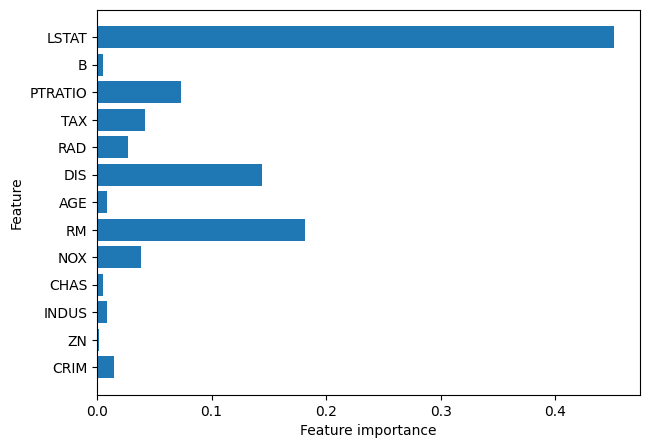 LSTAT
B
PTRATIO
TAX
RAD
DIS
AGE
RM
NOX
CHAS
INDUS
ZN
CRIM
Feature
0.0 0.1 0.2 0.3 0.4
Feature importance